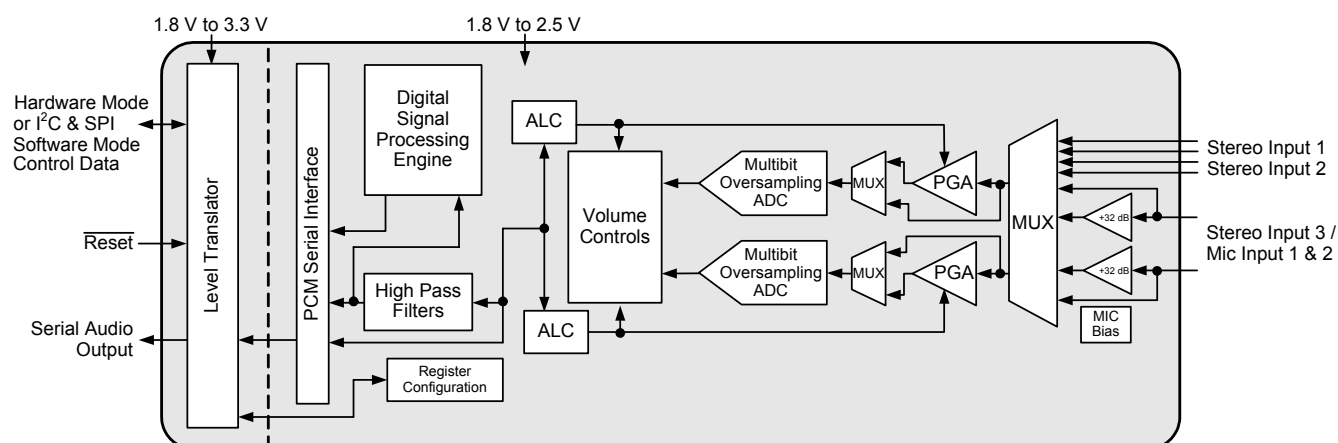 1.8 V to 3.3 V
1.8 V to 2.5 V
Hardware Mode
or I²C & SPI
Software Mode
Control Data
Reset
Serial Audio
Output
Level Translator
PCM Serial Interface
Digital
Signal
Processing
Engine
High Pass
Filters
Register
Configuration
ALC
Volume
Controls
ALC
Multibit
Oversampling
ADC
Multibit
Oversampling
ADC
MUX
MUX
PGA
PGA
MUX
+32 dB
+32 dB
MIC
Bias
Stereo Input 1
Stereo Input 2
Stereo Input 3 /
Mic Input 1 & 2